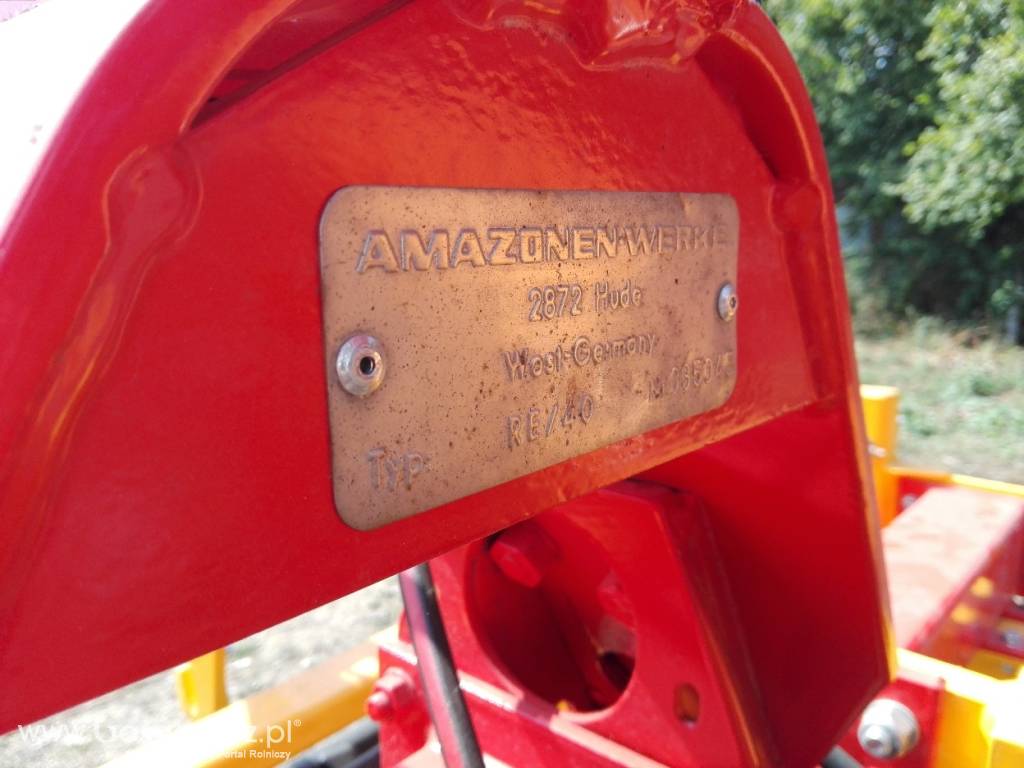 AMAZONEN-WERKE
2872 Hude
West-Germany
Typ RE/40